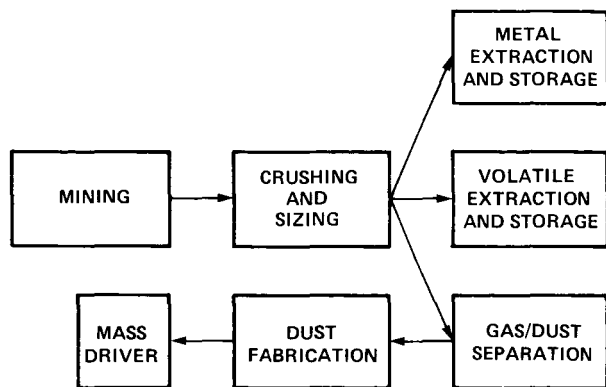 METAL
EXTRACTION
AND STORAGE
MINING
CRUSHING
AND
SIZING
VOLATILE
EXTRACTION
AND STORAGE
MASS
DRIVER
DUST
FABRICATION
GAS/DUST
SEPARATION